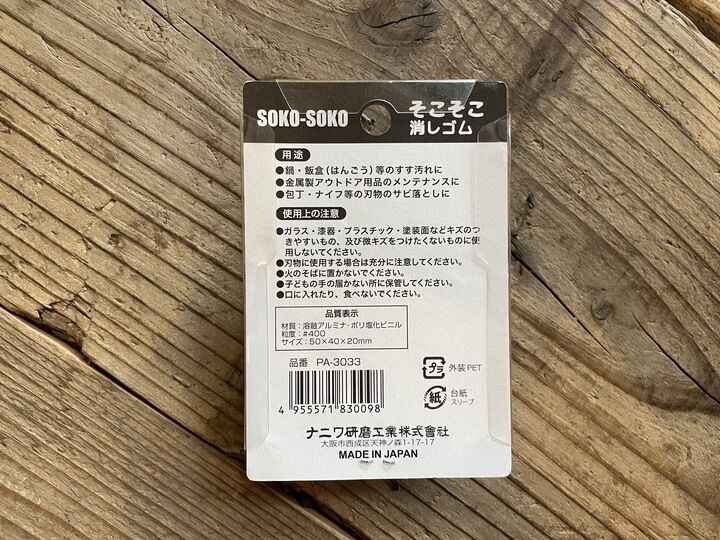 SOKO-SOKO
そこそこ
消しゴム
用途
●鍋・飯盒(はんごう)等のすす汚れに
●金属製アウトドア用品のメンテナンスに
●包丁・ナイフ等の刃物のサビ落としに
使用上の注意
●ガラス・漆器・プラスチック・塗装面などキズのつ
きやすいもの、及び微キズをつけたくないものに使
用しないでください。
●刃物に使用する場合は充分に注意してください。
●火のそばに置かないでください。
●子どもの手の届かない所に保管してください。
●口に入れたり、食べないでください。
品質表示
材質:溶融アルミナ・ポリ塩化ビニル
粒度:#400
サイズ:50×40×20mm
品番 PA-3033
4 955571 830098
プラ 外装PET
紙 台紙
スリーブ
ナニワ研磨工業株式會社
大阪市西成区天神ノ森1-17-17
MADE IN JAPAN